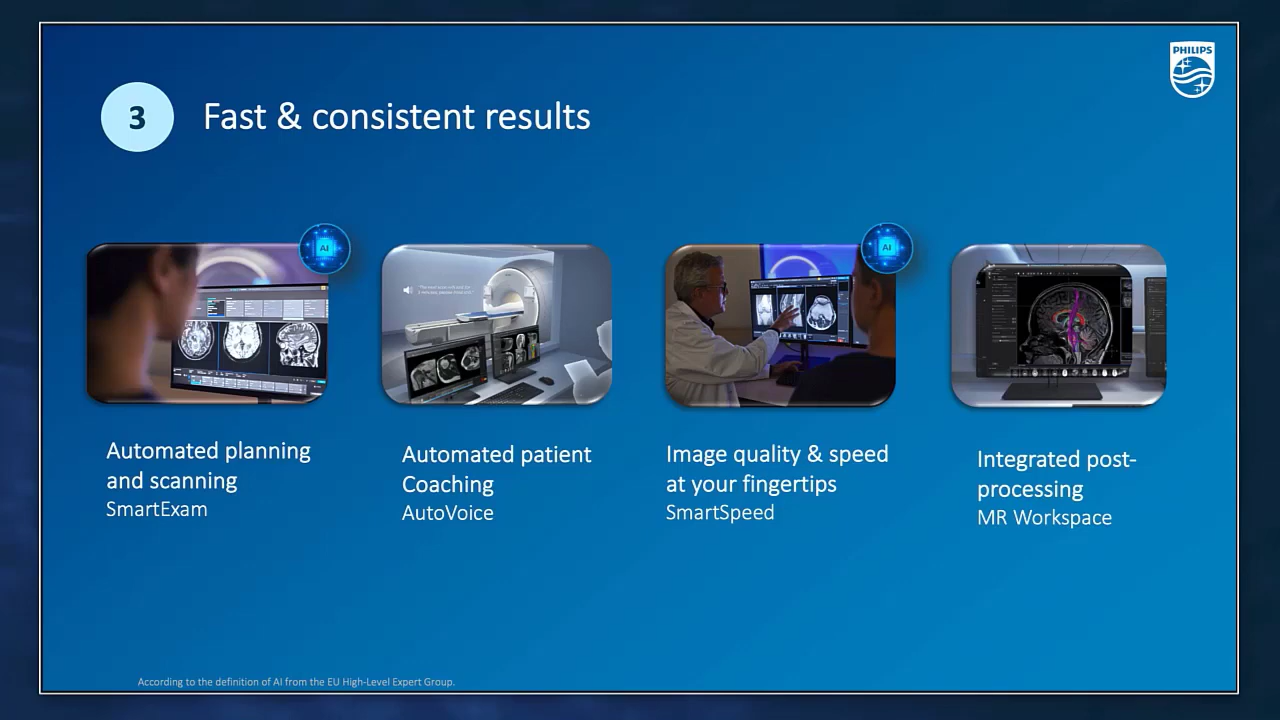 PHILIPS
3
Fast & consistent results
AI
AI
Automated planning
and scanning
SmartExam
Automated patient
Coaching
AutoVoice
Image quality & speed
at your fingertips
SmartSpeed
Integrated post-
processing
MR Workspace
According to the definition of AI from the EU High-Level Expert Group.